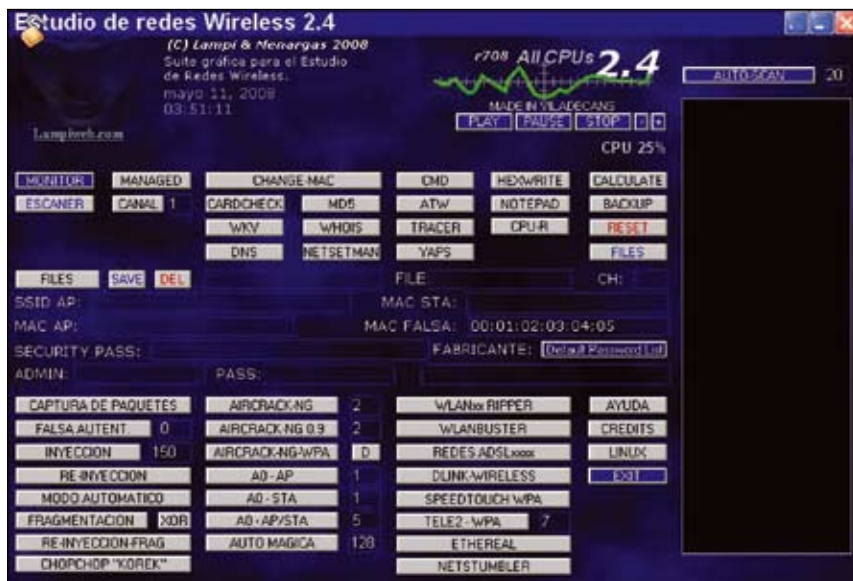 Estudio de redes Wireless 2.4
(C) Lampi & Menargas 2008
Suite gráfica para el Estudio
de Redes Wireless.
mayo 11, 2008
03:51:11
Lampiweb.com
r708 All CPUs 2.4
MADE IN VILADECANS
PLAY PAUSE STOP - +
CPU 25%
AUTO-SCAN 20
MONITOR MANAGED CHANGE-MAC CMD HEXWRITE CALCULATE
ESCANER CANAL 1 CARDCHECK MD5 ATW NOTEPAD BACKUP
WKV WHOIS TRACER CPU-R RESET
DNS NETSETMAN YAPS FILES
FILES SAVE DEL FILE CH:
SSID AP: MAC STA:
MAC AP: MAC FALSA: 00:01:02:03:04:05
SECURITY PASS: FABRICANTE: Default Password List
ADMIN: PASS:
CAPTURA DE PAQUETES AIRCRACK-NG 2 WLANxx RIPPER AYUDA
FALSA AUTENT. 0 AIRCRACK-NG 0.9 2 WLANBUSTER CREDITS
INYECCION 150 AIRCRACK-NG-WPA D REDES ADSLxxxx LINUX
RE-INYECCION A0 - AP 1 DLINK-WIRELESS EXIT
MODO AUTOMATICO A0 - STA 1 SPEEDTOUCH WPA
FRAGMENTACION XOR A0 - AP/STA 5 TELE2 - WPA 7
RE-INYECCION-FRAG AUTO MAGICA 128 ETHEREAL
CHOPCHOP "KOREK" NETSTUMBLER